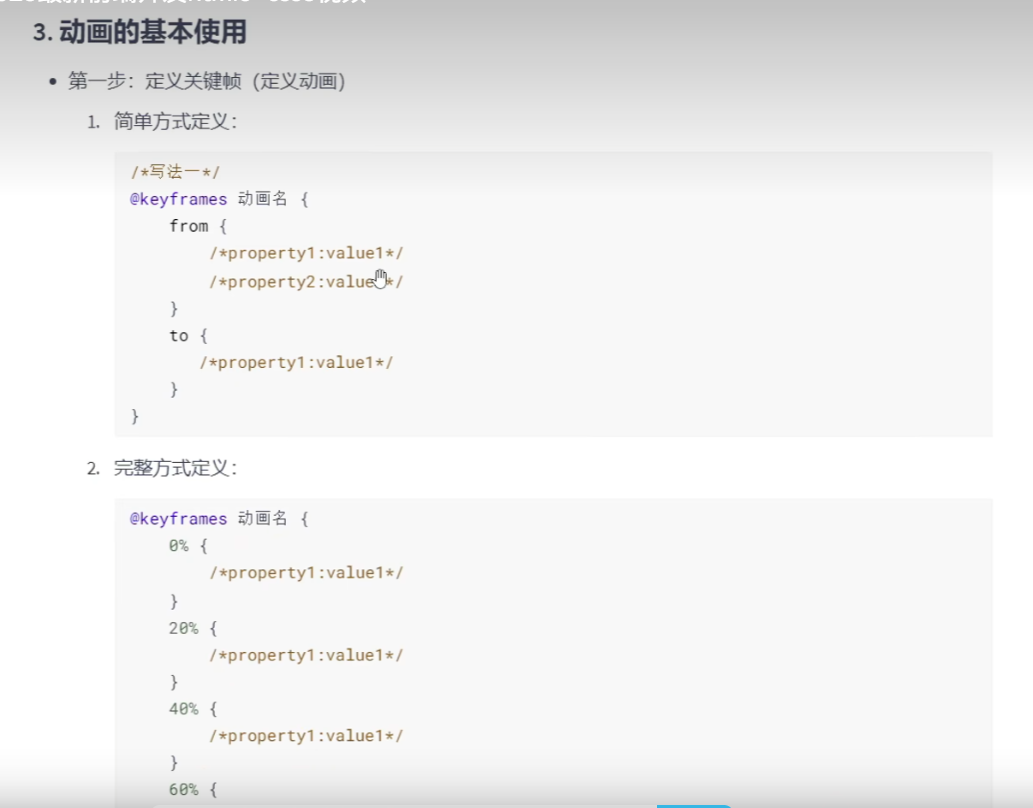 3. 动画的基本使用
• 第一步：定义关键帧（定义动画）
1. 简单方式定义：
/*写法一*/
@keyframes 动画名 {
from {
/*property1:value1*/
/*property2:value*/
}
to {
/*property1:value1*/
}
}
2. 完整方式定义：
@keyframes 动画名 {
0% {
/*property1:value1*/
}
20% {
/*property1:value1*/
}
40% {
/*property1:value1*/
}
60% {